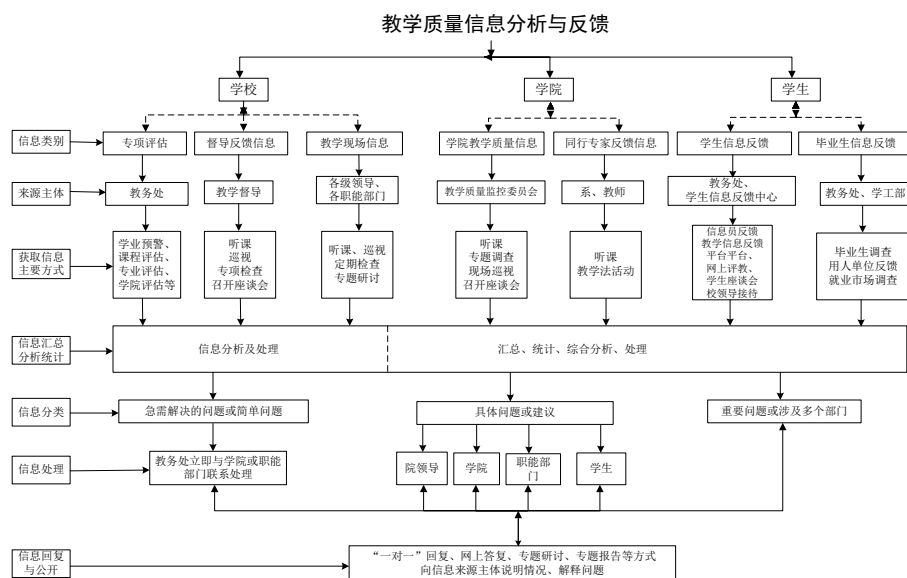 教学质量信息分析与反馈
学校
学院
学生
信息类别
专项评估
督导反馈信息
教学现场信息
学院教学质量信息
同行专家反馈信息
学生信息反馈
毕业生信息反馈
来源主体
教务处
教学督导
各级领导、
各职能部门
教学质量监控委员会
系、教师
教务处、
学生信息反馈中心
教务处、学工部
获取信息
主要方式
学业预警、
课程评估、
专业评估、
学院评估等
听课
巡视
专项检查
召开座谈会
听课、巡视
定期检查
专题研讨
听课
专题调查
现场巡视
召开座谈会
听课
教学法活动
信息员反馈
教学信息反馈
平台平台、
网上评教、
学生座谈会
校领导接待
毕业生调查
用人单位反馈
就业市场调查
信息汇总
分析统计
信息分析及处理
汇总、统计、综合分析、处理
信息分类
急需解决的问题或简单问题
具体问题或建议
重要问题或涉及多个部门
信息处理
教务处立即与学院或职能
部门联系处理
院领导
学院
职能部
门
学生
信息回复
与公开
“一对一”回复、网上答复、专题研讨、专题报告等方式
向信息来源主体说明情况、解释问题